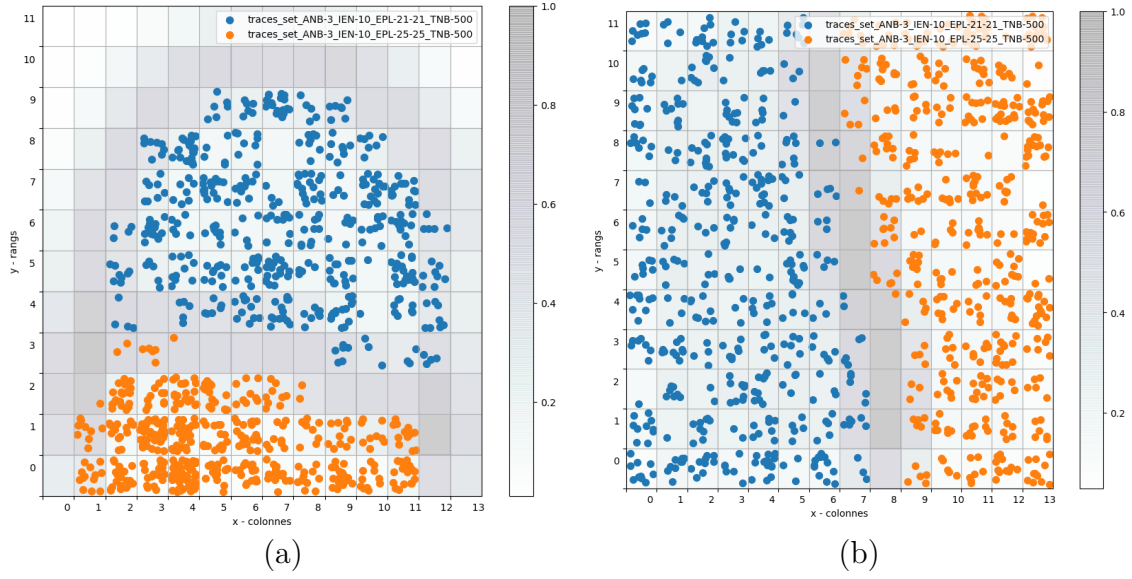 traces_set_ANB-3_IEN-10_EPL-21-21_TNB-500
traces_set_ANB-3_IEN-10_EPL-25-25_TNB-500
11
10
9
8
7
6
5
4
3
2
1
0
y - rangs
0 1 2 3 4 5 6 7 8 9 10 11 12 13
x - colonnes
1.0
0.8
0.6
0.4
0.2
(a)
traces_set_ANB-3_IEN-10_EPL-21-21_TNB-500
traces_set_ANB-3_IEN-10_EPL-25-25_TNB-500
11
10
9
8
7
6
5
4
3
2
1
0
y - rangs
0 1 2 3 4 5 6 7 8 9 10 11 12 13
x - colonnes
1.0
0.8
0.6
0.4
0.2
(b)